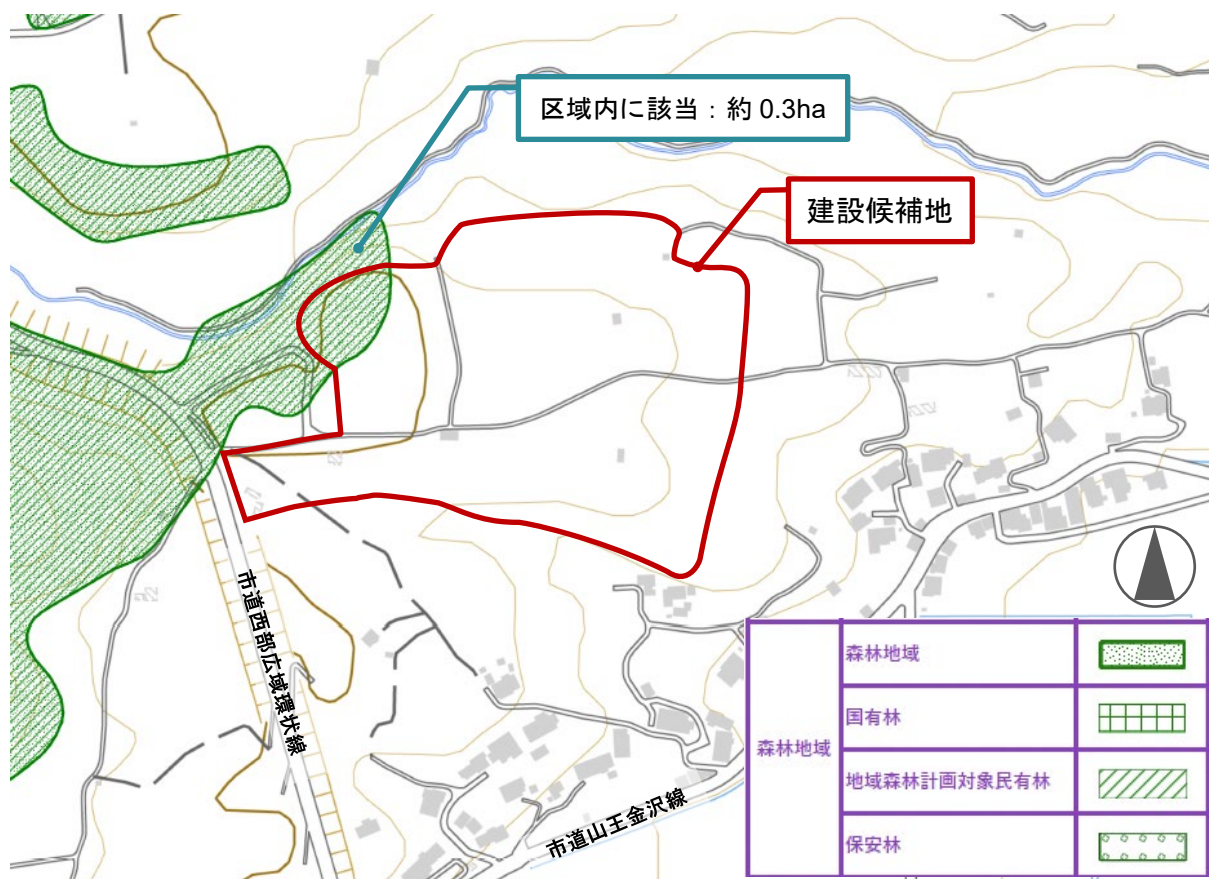 区域内に該当：約 0.3ha
建設候補地
市道西部広域環状線
市道山王金沢線
森林地域
森林地域
国有林
地域森林計画対象民有林
保安林